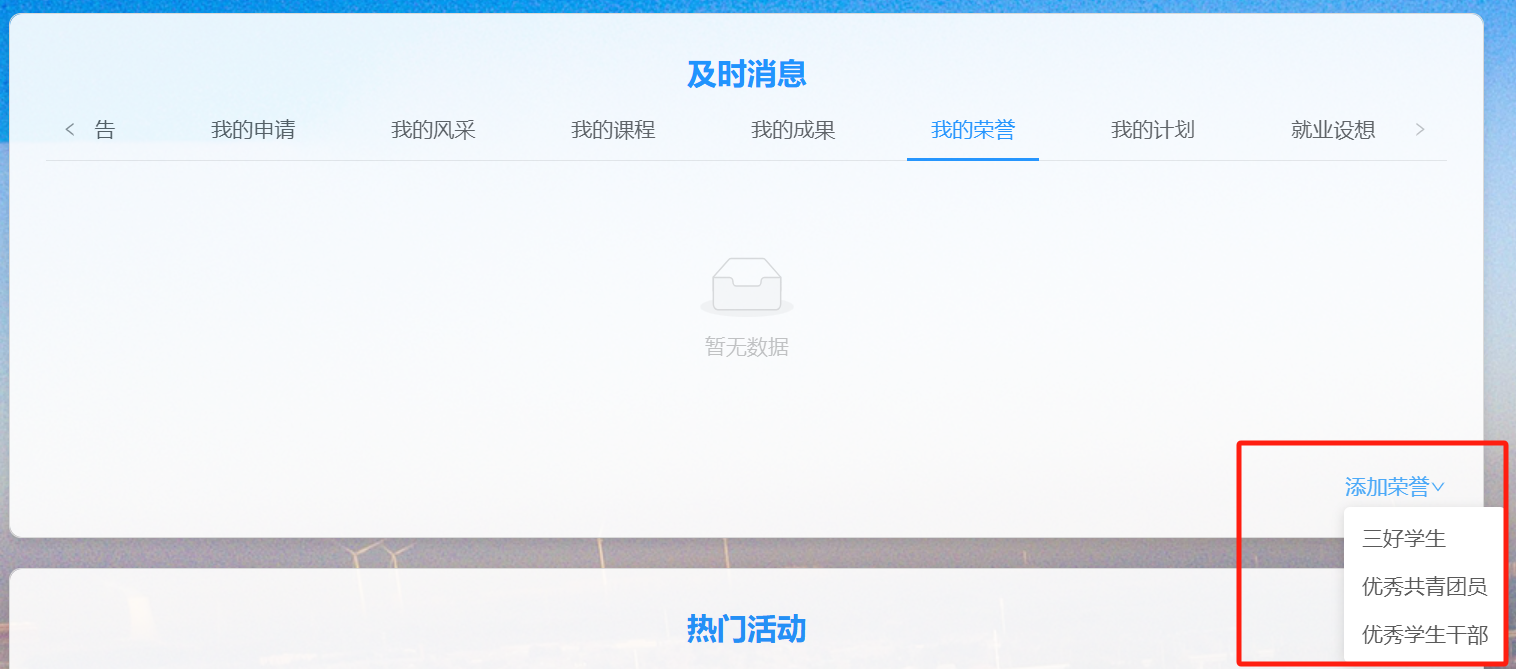 及时消息
告 我的申请 我的风采 我的课程 我的成果 我的荣誉 我的计划 就业设想
暂无数据
添加荣誉
三好学生
优秀共青团员
优秀学生干部
热门活动